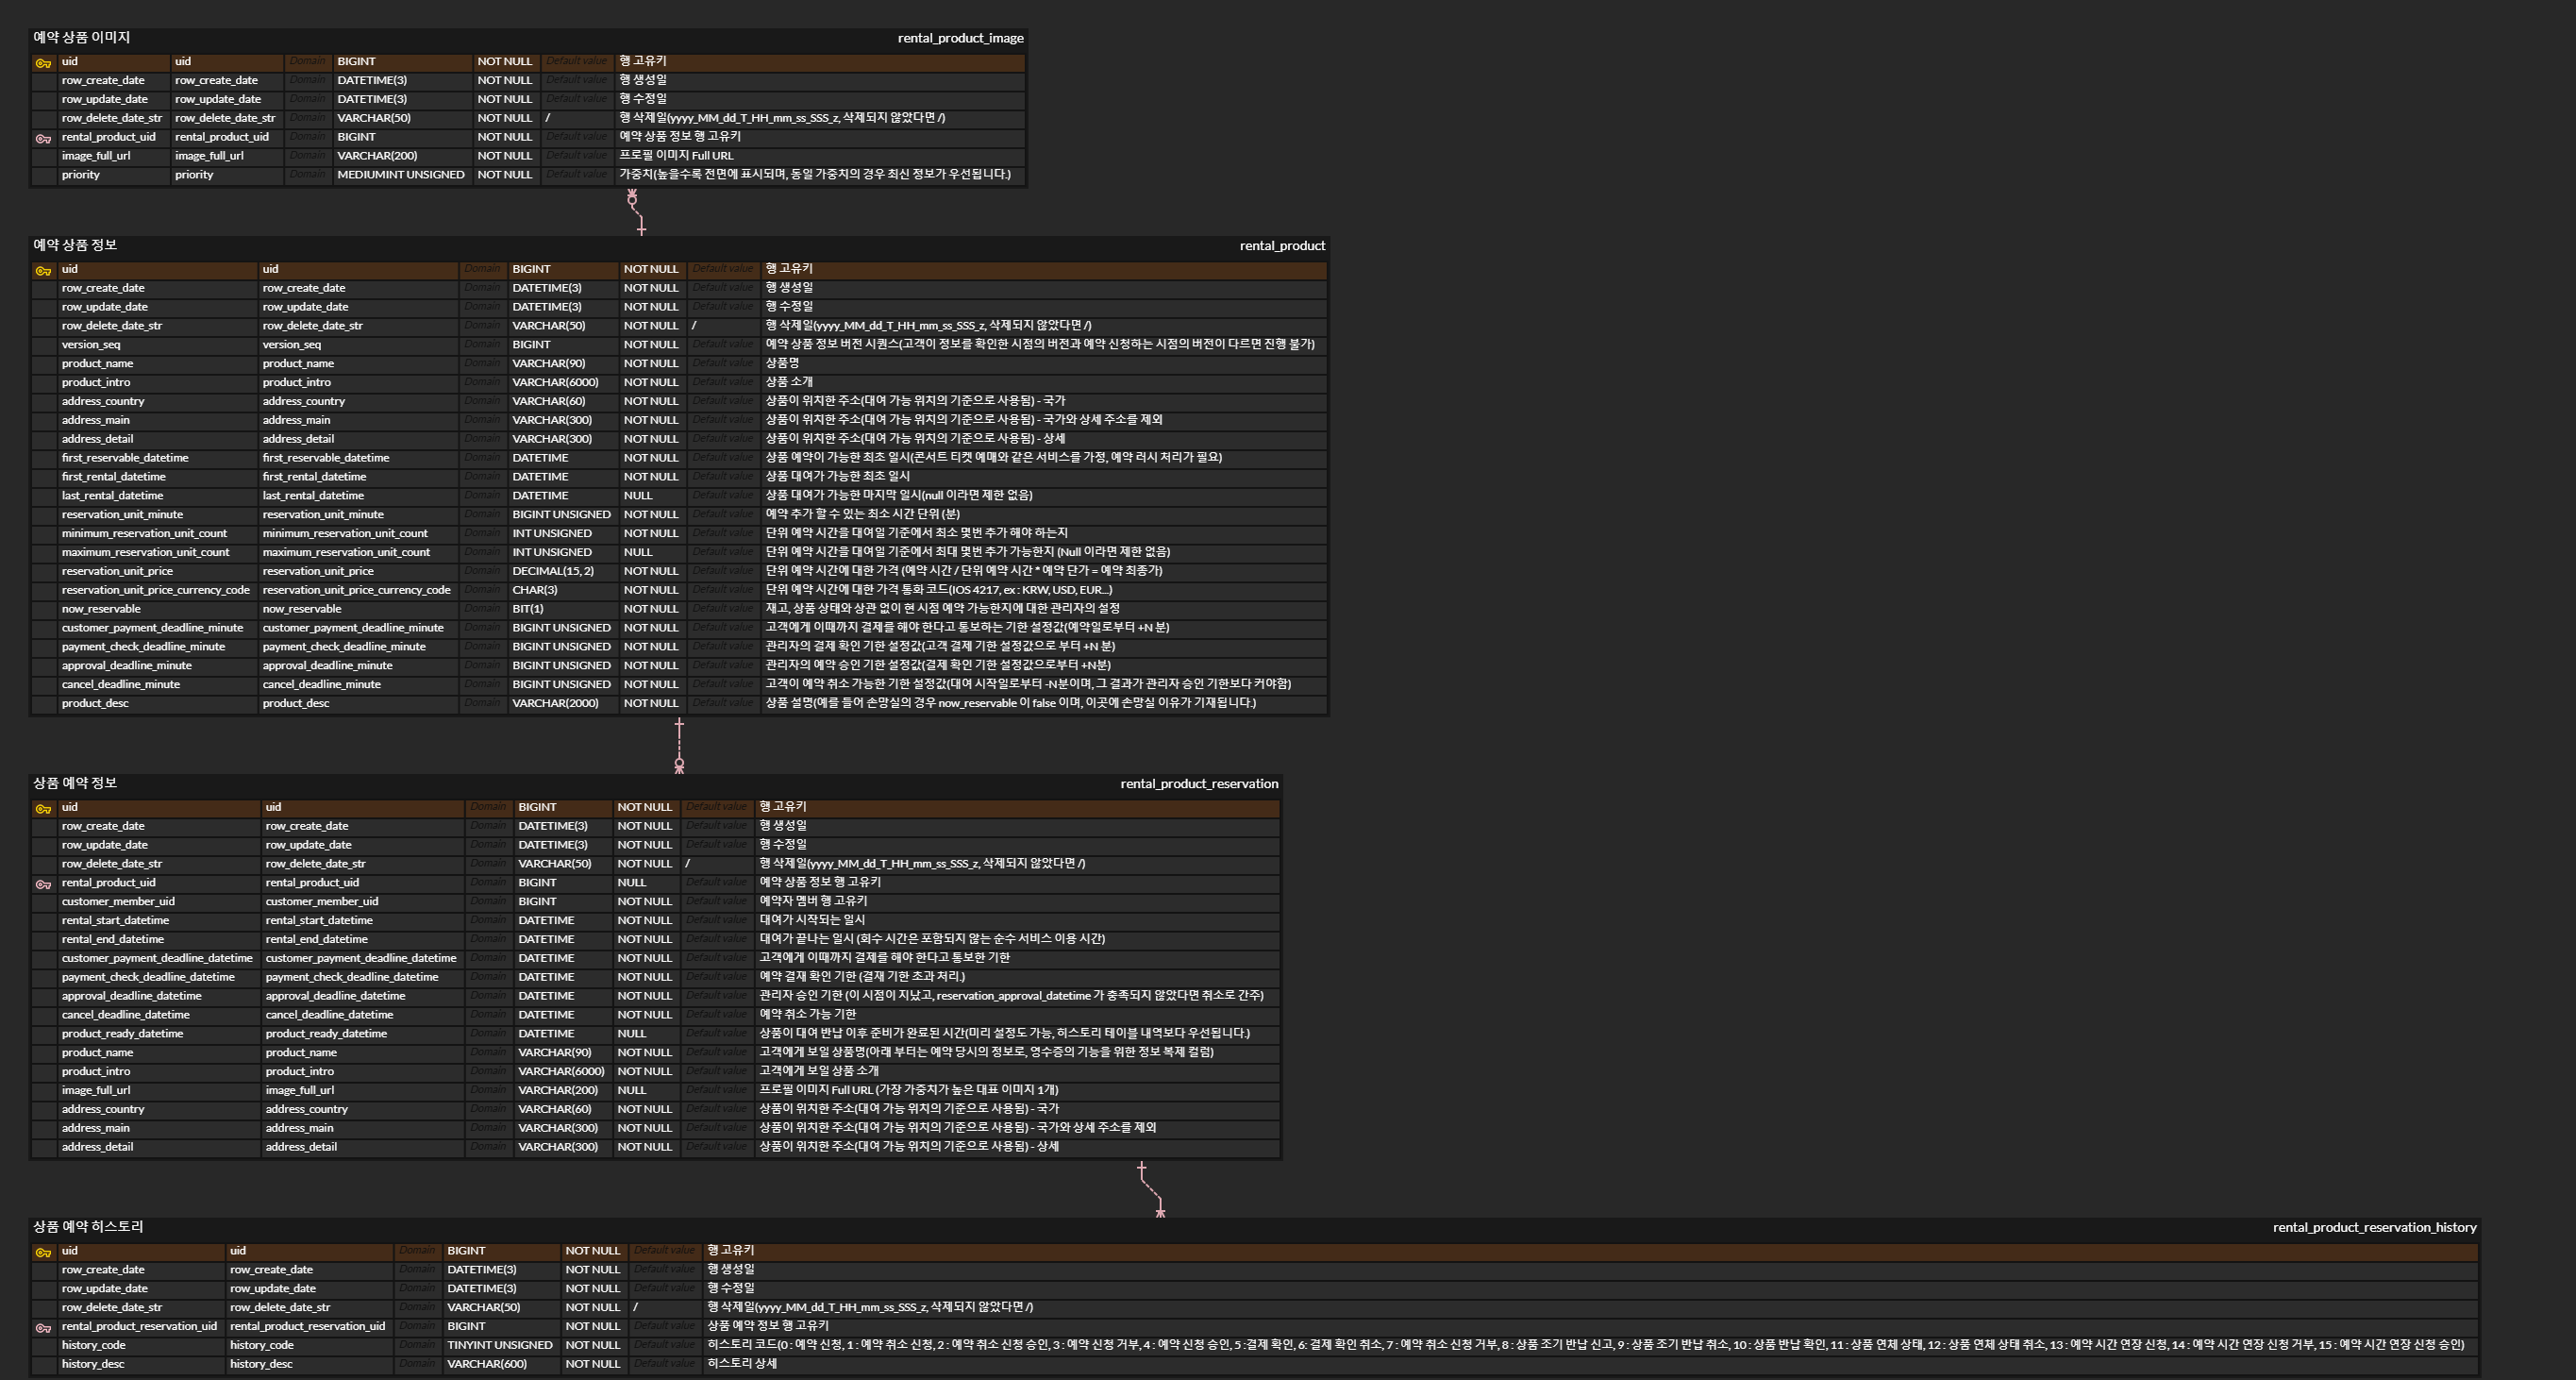 예약 상품 이미지 rental_product_image
uid uid Domain BIGINT NOT NULL Default value 행 고유키
row_create_date row_create_date Domain DATETIME(3) NOT NULL Default value 행 생성일
row_update_date row_update_date Domain DATETIME(3) NOT NULL Default value 행 수정일
row_delete_date_str row_delete_date_str Domain VARCHAR(50) NOT NULL / 행 삭제일(yyyy_MM_dd_T_HH_mm_ss_SSS_z, 삭제되지 않았다면 /)
rental_product_uid rental_product_uid Domain BIGINT NOT NULL Default value 예약 상품 정보 행 고유키
image_full_url image_full_url Domain VARCHAR(200) NOT NULL Default value 프로필 이미지 Full URL
priority priority Domain MEDIUMINT UNSIGNED NOT NULL Default value 가중치(높을수록 전면에 표시되며, 동일 가중치의 경우 최신 정보가 우선됩니다.)
예약 상품 정보 rental_product
uid uid Domain BIGINT NOT NULL Default value 행 고유키
row_create_date row_create_date Domain DATETIME(3) NOT NULL Default value 행 생성일
row_update_date row_update_date Domain DATETIME(3) NOT NULL Default value 행 수정일
row_delete_date_str row_delete_date_str Domain VARCHAR(50) NOT NULL / 행 삭제일(yyyy_MM_dd_T_HH_mm_ss_SSS_z, 삭제되지 않았다면 /)
version_seq version_seq Domain BIGINT NOT NULL Default value 예약 상품 정보 버전 시퀀스(고객이 정보를 확인한 시점의 버전과 예약 신청하는 시점의 버전이 다르면 진행 불가)
product_name product_name Domain VARCHAR(90) NOT NULL Default value 상품명
product_intro product_intro Domain VARCHAR(6000) NOT NULL Default value 상품 소개
address_country address_country Domain VARCHAR(60) NOT NULL Default value 상품이 위치한 주소(대여 가능 위치의 기준으로 사용됨) - 국가
address_main address_main Domain VARCHAR(300) NOT NULL Default value 상품이 위치한 주소(대여 가능 위치의 기준으로 사용됨) - 국가와 상세 주소를 제외
address_detail address_detail Domain VARCHAR(300) NOT NULL Default value 상품이 위치한 주소(대여 가능 위치의 기준으로 사용됨) - 상세
first_reservable_datetime first_reservable_datetime Domain DATETIME NOT NULL Default value 상품 예약이 가능한 최초 일시(콘서트 티켓 예매와 같은 서비스를 가정, 예약 러시 처리가 필요)
first_rental_datetime first_rental_datetime Domain DATETIME NOT NULL Default value 상품 대여가 가능한 최초 일시
last_rental_datetime last_rental_datetime Domain DATETIME NULL Default value 상품 대여가 가능한 마지막 일시(null 이라면 제한 없음)
reservation_unit_minute reservation_unit_minute Domain BIGINT UNSIGNED NOT NULL Default value 예약 추가 할 수 있는 최소 시간 단위 (분)
minimum_reservation_unit_count minimum_reservation_unit_count Domain INT UNSIGNED NOT NULL Default value 단위 예약 시간을 대여일 기준에서 최소 몇번 추가 해야 하는지
maximum_reservation_unit_count maximum_reservation_unit_count Domain INT UNSIGNED NULL Default value 단위 예약 시간을 대여일 기준에서 최대 몇번 추가 가능한지 (Null 이라면 제한 없음)
reservation_unit_price reservation_unit_price Domain DECIMAL(15, 2) NOT NULL Default value 단위 예약 시간에 대한 가격 (예약 시간 / 단위 예약 시간 * 예약 단가 = 예약 최종가)
reservation_unit_price_currency_code reservation_unit_price_currency_code Domain CHAR(3) NOT NULL Default value 단위 예약 시간에 대한 가격 통화 코드(IOS 4217, ex : KRW, USD, EUR...)
now_reservable now_reservable Domain BIT(1) NOT NULL Default value 재고, 상품 상태와 상관 없이 현 시점 예약 가능한지에 대한 관리자의 설정
customer_payment_deadline_minute customer_payment_deadline_minute Domain BIGINT UNSIGNED NOT NULL Default value 고객에게 이때까지 결제를 해야 한다고 통보하는 기한 설정값(예약일로부터 +N 분)
payment_check_deadline_minute payment_check_deadline_minute Domain BIGINT UNSIGNED NOT NULL Default value 관리자의 결제 확인 기한 설정값(고객 결제 기한 설정값으로 부터 +N 분)
approval_deadline_minute approval_deadline_minute Domain BIGINT UNSIGNED NOT NULL Default value 관리자의 예약 승인 기한 설정값(결제 확인 기한 설정값으로부터 +N분)
cancel_deadline_minute cancel_deadline_minute Domain BIGINT UNSIGNED NOT NULL Default value 고객이 예약 취소 가능한 기한 설정값(대여 시작일로부터 -N분이며, 그 결과가 관리자 승인 기한보다 커야함)
product_desc product_desc Domain VARCHAR(2000) NOT NULL Default value 상품 설명(예를 들어 손망실의 경우 now_reservable 이 false 이며, 이곳에 손망실 이유가 기재됩니다.)
상품 예약 정보 rental_product_reservation
uid uid Domain BIGINT NOT NULL Default value 행 고유키
row_create_date row_create_date Domain DATETIME(3) NOT NULL Default value 행 생성일
row_update_date row_update_date Domain DATETIME(3) NOT NULL Default value 행 수정일
row_delete_date_str row_delete_date_str Domain VARCHAR(50) NOT NULL / 행 삭제일(yyyy_MM_dd_T_HH_mm_ss_SSS_z, 삭제되지 않았다면 /)
rental_product_uid rental_product_uid Domain BIGINT NULL Default value 예약 상품 정보 행 고유키
customer_member_uid customer_member_uid Domain BIGINT NOT NULL Default value 예약자 멤버 행 고유키
rental_start_datetime rental_start_datetime Domain DATETIME NOT NULL Default value 대여가 시작되는 일시
rental_end_datetime rental_end_datetime Domain DATETIME NOT NULL Default value 대여가 끝나는 일시 (회수 시간은 포함되지 않는 순수 서비스 이용 시간)
customer_payment_deadline_datetime customer_payment_deadline_datetime Domain DATETIME NOT NULL Default value 고객에게 이때까지 결제를 해야 한다고 통보한 기한
payment_check_deadline_datetime payment_check_deadline_datetime Domain DATETIME NOT NULL Default value 예약 결재 확인 기한 (결재 기한 초과 처리.)
approval_deadline_datetime approval_deadline_datetime Domain DATETIME NOT NULL Default value 관리자 승인 기한 (이 시점이 지났고, reservation_approval_datetime 가 충족되지 않았다면 취소로 간주)
cancel_deadline_datetime cancel_deadline_datetime Domain DATETIME NOT NULL Default value 예약 취소 가능 기한
product_ready_datetime product_ready_datetime Domain DATETIME NULL Default value 상품이 대여 반납 이후 준비가 완료된 시간(미리 설정도 가능, 히스토리 테이블 내역보다 우선됩니다.)
product_name product_name Domain VARCHAR(90) NOT NULL Default value 고객에게 보일 상품명(아래 부터는 예약 당시의 정보로, 영수증의 기능을 위한 정보 복제 컬럼)
product_intro product_intro Domain VARCHAR(6000) NOT NULL Default value 고객에게 보일 상품 소개
image_full_url image_full_url Domain VARCHAR(200) NULL Default value 프로필 이미지 Full URL (가장 가중치가 높은 대표 이미지 1개)
address_country address_country Domain VARCHAR(60) NOT NULL Default value 상품이 위치한 주소(대여 가능 위치의 기준으로 사용됨) - 국가
address_main address_main Domain VARCHAR(300) NOT NULL Default value 상품이 위치한 주소(대여 가능 위치의 기준으로 사용됨) - 국가와 상세 주소를 제외
address_detail address_detail Domain VARCHAR(300) NOT NULL Default value 상품이 위치한 주소(대여 가능 위치의 기준으로 사용됨) - 상세
상품 예약 히스토리 rental_product_reservation_history
uid uid Domain BIGINT NOT NULL Default value 행 고유키
row_create_date row_create_date Domain DATETIME(3) NOT NULL Default value 행 생성일
row_update_date row_update_date Domain DATETIME(3) NOT NULL Default value 행 수정일
row_delete_date_str row_delete_date_str Domain VARCHAR(50) NOT NULL / 행 삭제일(yyyy_MM_dd_T_HH_mm_ss_SSS_z, 삭제되지 않았다면 /)
rental_product_reservation_uid rental_product_reservation_uid Domain BIGINT NOT NULL Default value 상품 예약 정보 행 고유키
history_code history_code Domain TINYINT UNSIGNED NOT NULL Default value 히스토리 코드(0 : 예약 신청, 1 : 예약 취소 신청, 2 : 예약 취소 신청 승인, 3 : 예약 신청 거부, 4 : 예약 신청 승인, 5 :결제 확인, 6: 결제 확인 취소, 7 : 예약 취소 신청 거부, 8 : 상품 조기 반납 신고, 9 : 상품 조기 반납 취소, 10 : 상품 반납 확인, 11 : 상품 연체 상태, 12 : 상품 연체 상태 취소, 13 : 예약 시간 연장 신청, 14 : 예약 시간 연장 신청 거부, 15 : 예약 시간 연장 신청 승인)
history_desc history_desc Domain VARCHAR(600) NOT NULL Default value 히스토리 상세